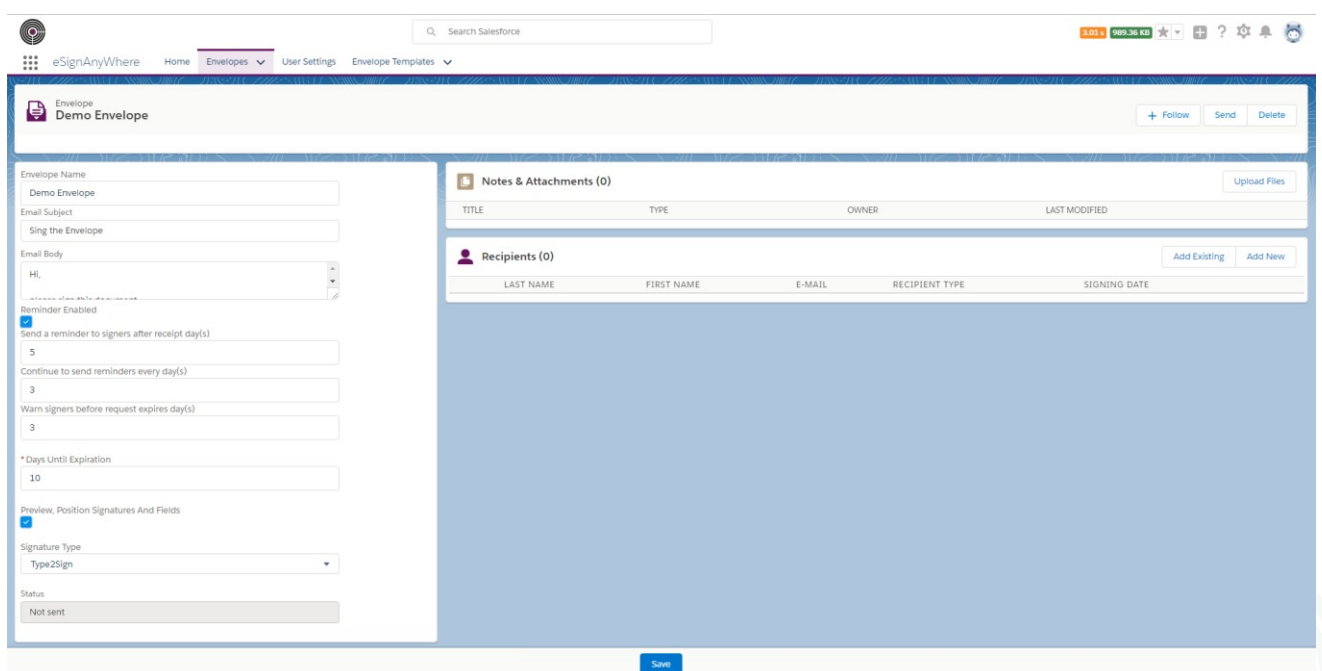 Search Salesforce
3.01 s 989.36 KB
eSignAnyWhere Home Envelopes User Settings Envelope Templates
Envelope
Demo Envelope
Follow Send Delete
Envelope Name
Demo Envelope
Email Subject
Sing the Envelope
Email Body
Hi,
please sign this document
Reminder Enabled
Send a reminder to signers after receipt day(s)
5
Continue to send reminders every day(s)
3
Warn signers before request expires day(s)
3
* Days Until Expiration
10
Preview, Position Signatures And Fields
Signature Type
Type2Sign
Status
Not sent
Notes & Attachments (0) Upload Files
TITLE TYPE OWNER LAST MODIFIED
Recipients (0) Add Existing Add New
LAST NAME FIRST NAME E-MAIL RECIPIENT TYPE SIGNING DATE
Save